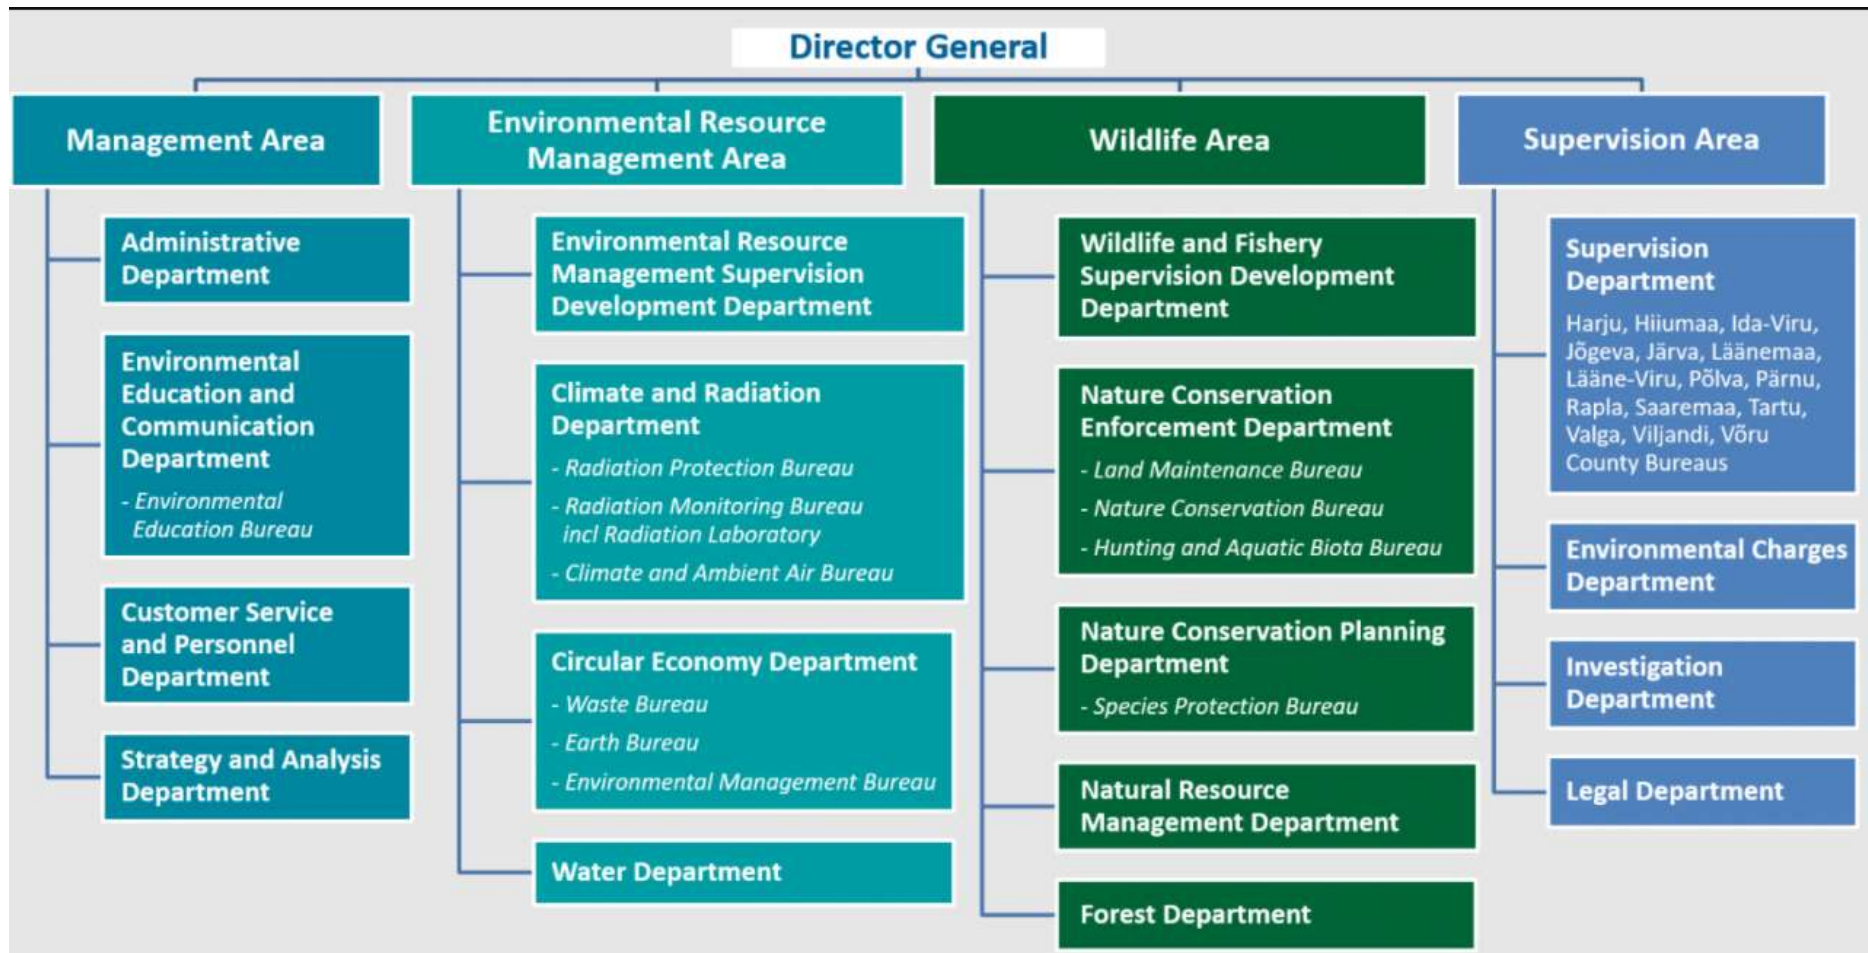 Director General
Management Area
Administrative
Department
Environmental
Education and
Communication
Department
- Environmental
Education Bureau
Customer Service
and Personnel
Department
Strategy and Analysis
Department
Environmental Resource
Management Area
Environmental Resource
Management Supervision
Development Department
Climate and Radiation
Department
- Radiation Protection Bureau
- Radiation Monitoring Bureau
incl Radiation Laboratory
- Climate and Ambient Air Bureau
Circular Economy Department
- Waste Bureau
- Earth Bureau
- Environmental Management Bureau
Water Department
Wildlife Area
Wildlife and Fishery
Supervision Development
Department
Nature Conservation
Enforcement Department
- Land Maintenance Bureau
- Nature Conservation Bureau
- Hunting and Aquatic Biota Bureau
Nature Conservation Planning
Department
- Species Protection Bureau
Natural Resource
Management Department
Forest Department
Supervision Area
Supervision
Department
Harju, Hiiumaa, Ida-Viru,
Jõgeva, Järva, Läänemaa,
Lääne-Viru, Põlva, Pärnu,
Rapla, Saaremaa, Tartu,
Valga, Viljandi, Võru
County Bureaus
Environmental Charges
Department
Investigation
Department
Legal Department